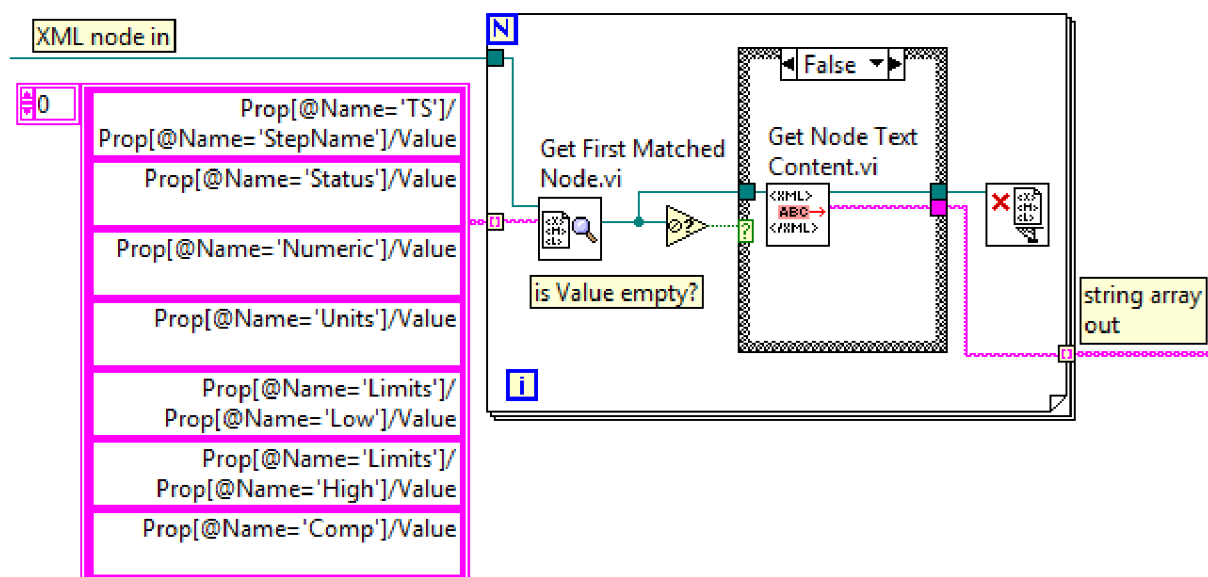 XML node in
0
Prop[@Name='TS']/
Prop[@Name='StepName']/Value
Prop[@Name='Status']/Value
Prop[@Name='Numeric']/Value
Prop[@Name='Units']/Value
Prop[@Name='Limits']/
Prop[@Name='Low']/Value
Prop[@Name='Limits']/
Prop[@Name='High']/Value
Prop[@Name='Comp']/Value
N
Get First Matched
Node.vi
<X>
<M>
<L>
?
is Value empty?
i
False
?
Get Node Text
Content.vi
<XML>
ABC
</XML>
<X>
<M>
<L>
string array
out